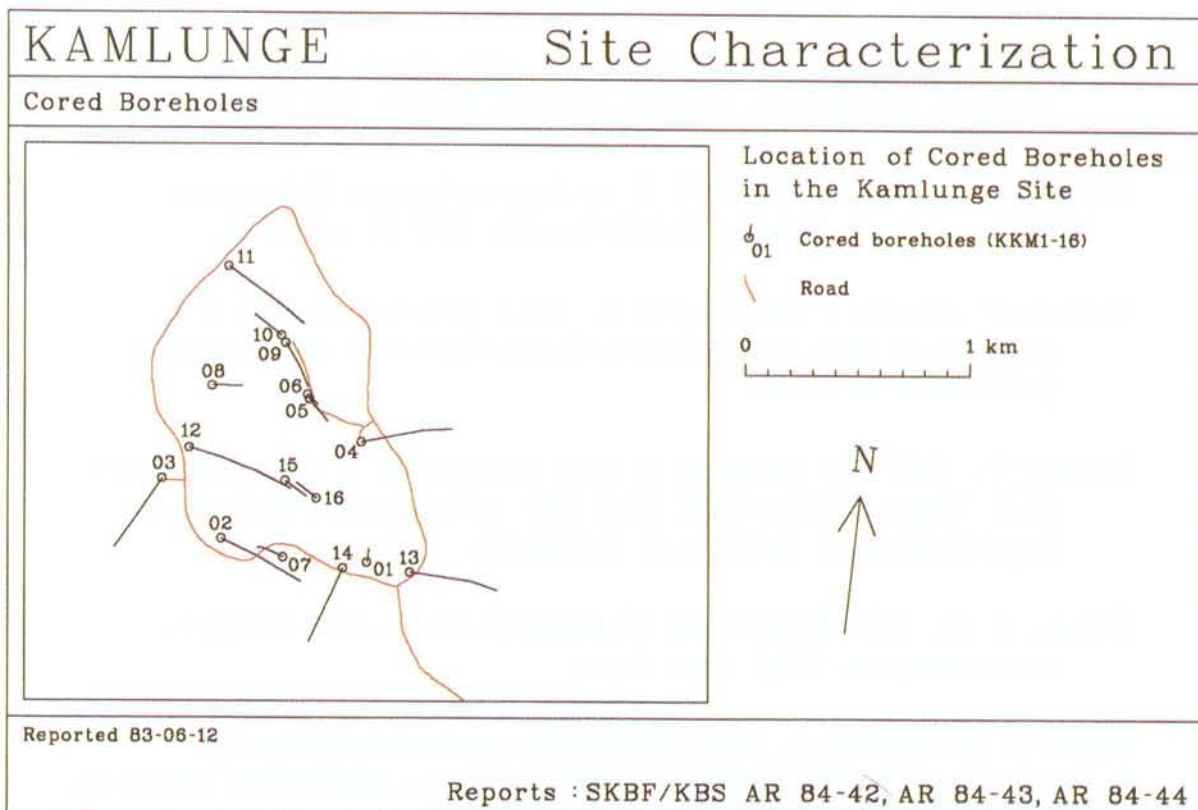 KAMLUNGE Site Characterization
Cored Boreholes
Location of Cored Boreholes
in the Kamlunge Site
01 Cored boreholes (KKM1-16)
Road
0 1 km
N
11
10
09
08
06
05
12
04
03
15
16
02
07
14
01
13
Reported 83-06-12
Reports : SKBF/KBS AR 84-42, AR 84-43, AR 84-44